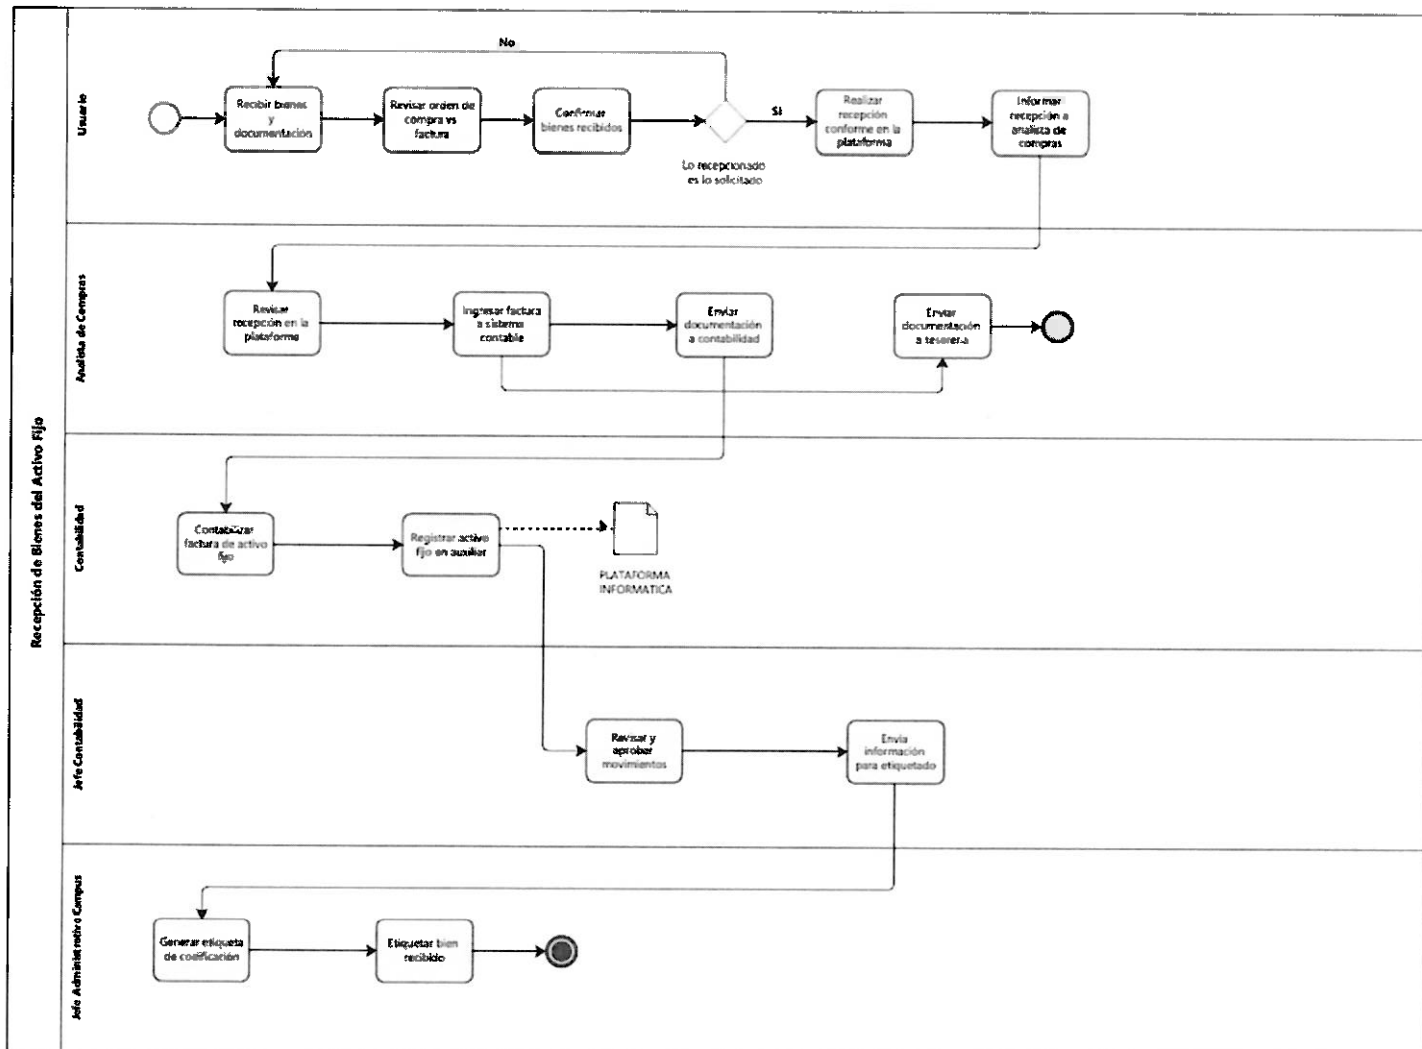 Recepción de Bienes del Activo Fijo
Usuario
No
Recibir bienes
y
documentación
Revisar orden de
compra vs
factura
Confirmar
bienes recibidos
Lo recepcionado
es lo solicitado
Si
Realizar
recepción
conforme en la
plataforma
Informar
recepción a
analista de
compras
Analista de Compras
Revisar
recepción en la
plataforma
Ingresar factura
a sistema
contable
Enviar
documentación
a contabilidad
Enviar
documentación
a tesorería
Contabilidad
Contabilizar
factura de activo
fijo
Registrar activo
fijo en auxiliar
PLATAFORMA
INFORMATICA
Jefe Contabilidad
Revisar y
aprobar
movimientos
Envía
información
para etiquetado
Jefe Administrativo Campus
Generar etiqueta
de codificación
Etiquetar bien
recibido